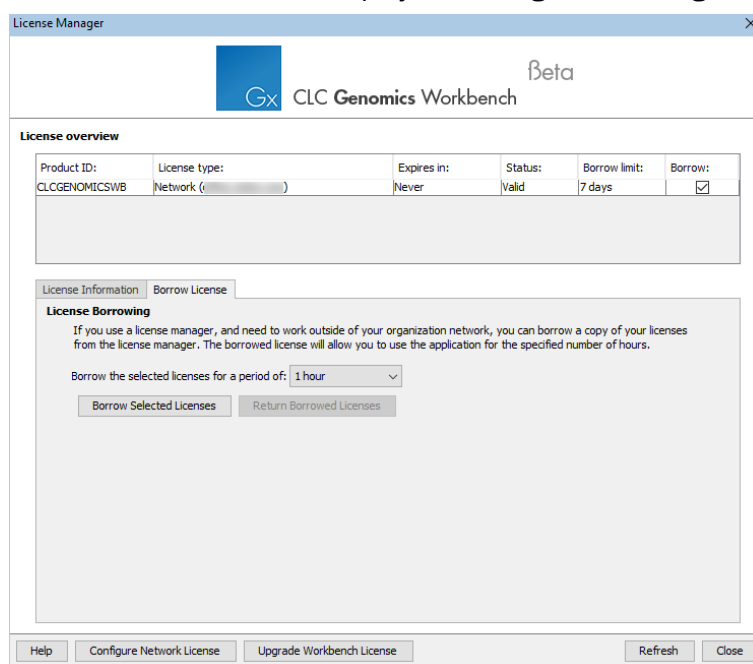 License Manager
ßeta
Gx CLC Genomics Workbench
License overview
Product ID: License type: Expires in: Status: Borrow limit: Borrow:
CLCGENOMICSWB Network ( ) Never Valid 7 days
License Information Borrow License
License Borrowing
If you use a license manager, and need to work outside of your organization network, you can borrow a copy of your licenses
from the license manager. The borrowed license will allow you to use the application for the specified number of hours.
Borrow the selected licenses for a period of: 1 hour
Borrow Selected Licenses Return Borrowed Licenses
Help Configure Network License Upgrade Workbench License Refresh Close